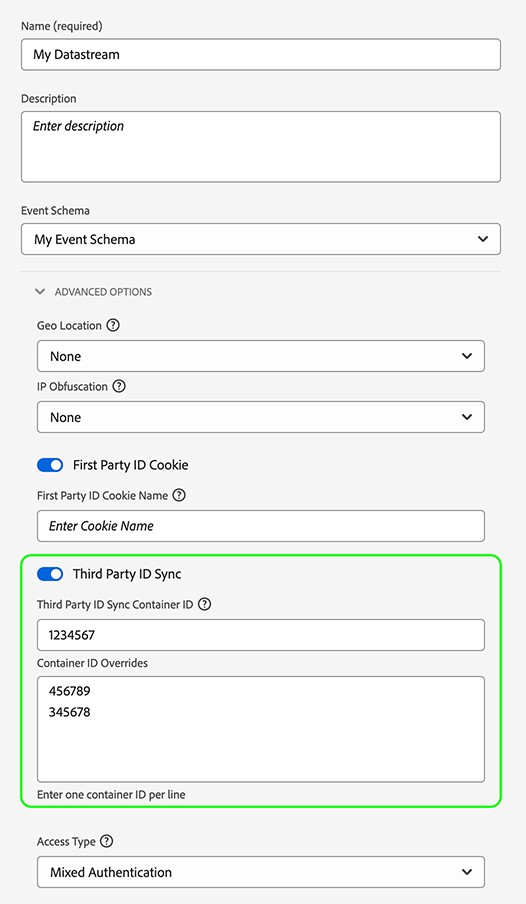 Name (required)
My Datastream
Description
Enter description
Event Schema
My Event Schema
ADVANCED OPTIONS
Geo Location
None
IP Obfuscation
None
First Party ID Cookie
First Party ID Cookie Name
Enter Cookie Name
Third Party ID Sync
Third Party ID Sync Container ID
1234567
Container ID Overrides
456789
345678
Enter one container ID per line
Access Type
Mixed Authentication